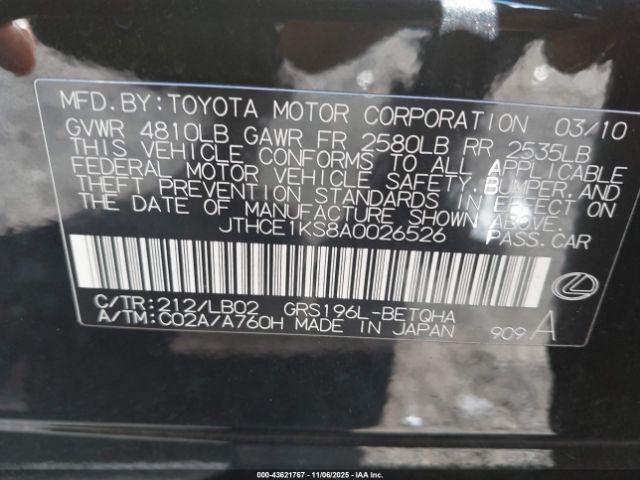 MFD. BY: TOYOTA MOTOR CORPORATION 03/10
GVWR 4810LB GAWR FR 2580LB RR 2535LB
THIS VEHICLE CONFORMS TO ALL APPLICABLE
FEDERAL MOTOR VEHICLE SAFETY, BUMPER, AND
THEFT PREVENTION STANDARDS IN EFFECT ON
THE DATE OF MANUFACTURE SHOWN ABOVE.
JTHCE1KS8A0026526 PASS. CAR
C/TR: 212/LB02 GRS196L-BETQHA
A/TM: C02A/A760H MADE IN JAPAN 909 A
000-43621767 - 11/06/2025 - IAA Inc.